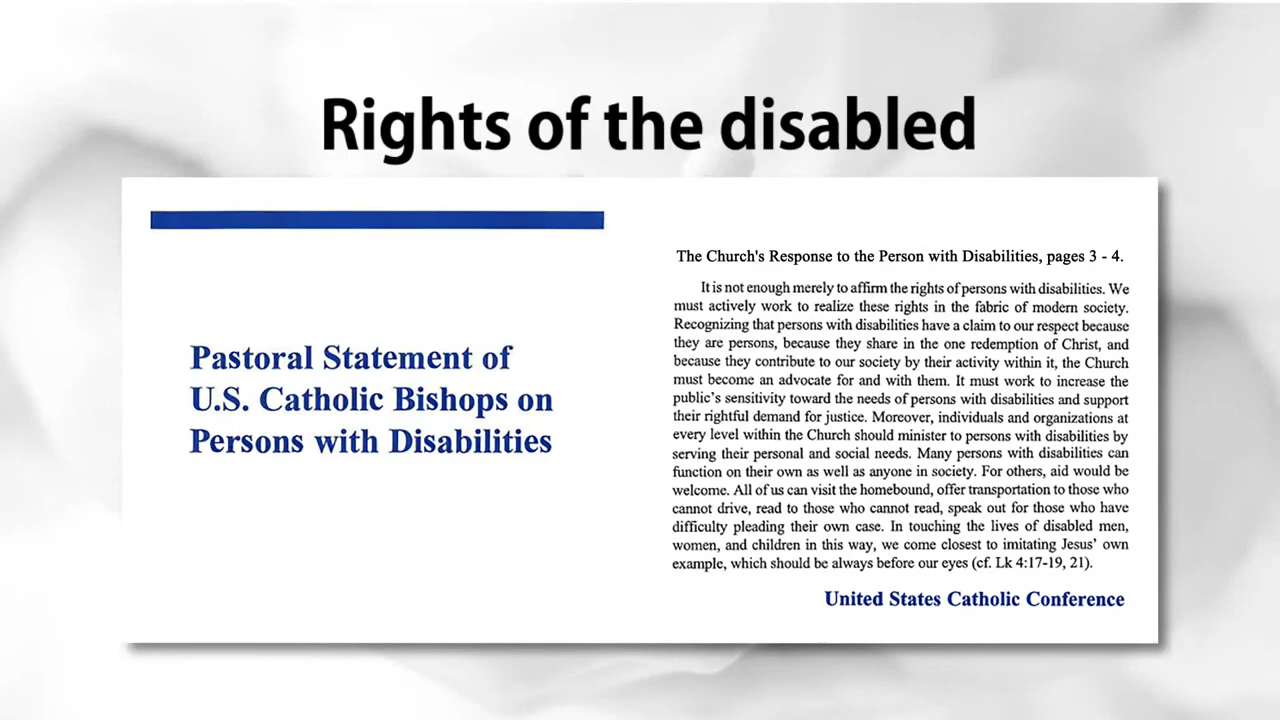 Rights of the disabled
Pastoral Statement of
U.S. Catholic Bishops on
Persons with Disabilities
The Church's Response to the Person with Disabilities, pages 3 - 4.
It is not enough merely to affirm the rights of persons with disabilities. We
must actively work to realize these rights in the fabric of modern society.
Recognizing that persons with disabilities have a claim to our respect because
they are persons, because they share in the one redemption of Christ, and
because they contribute to our society by their activity within it, the Church
must become an advocate for and with them. It must work to increase the
public's sensitivity toward the needs of persons with disabilities and support
their rightful demand for justice. Moreover, individuals and organizations at
every level within the Church should minister to persons with disabilities by
serving their personal and social needs. Many persons with disabilities can
function on their own as well as anyone in society. For others, aid would be
welcome. All of us can visit the homebound, offer transportation to those who
cannot drive, read to those who cannot read, speak out for those who have
difficulty pleading their own case. In touching the lives of disabled men,
women, and children in this way, we come closest to imitating Jesus' own
example, which should be always before our eyes (cf. Lk 4:17-19, 21).
United States Catholic Conference